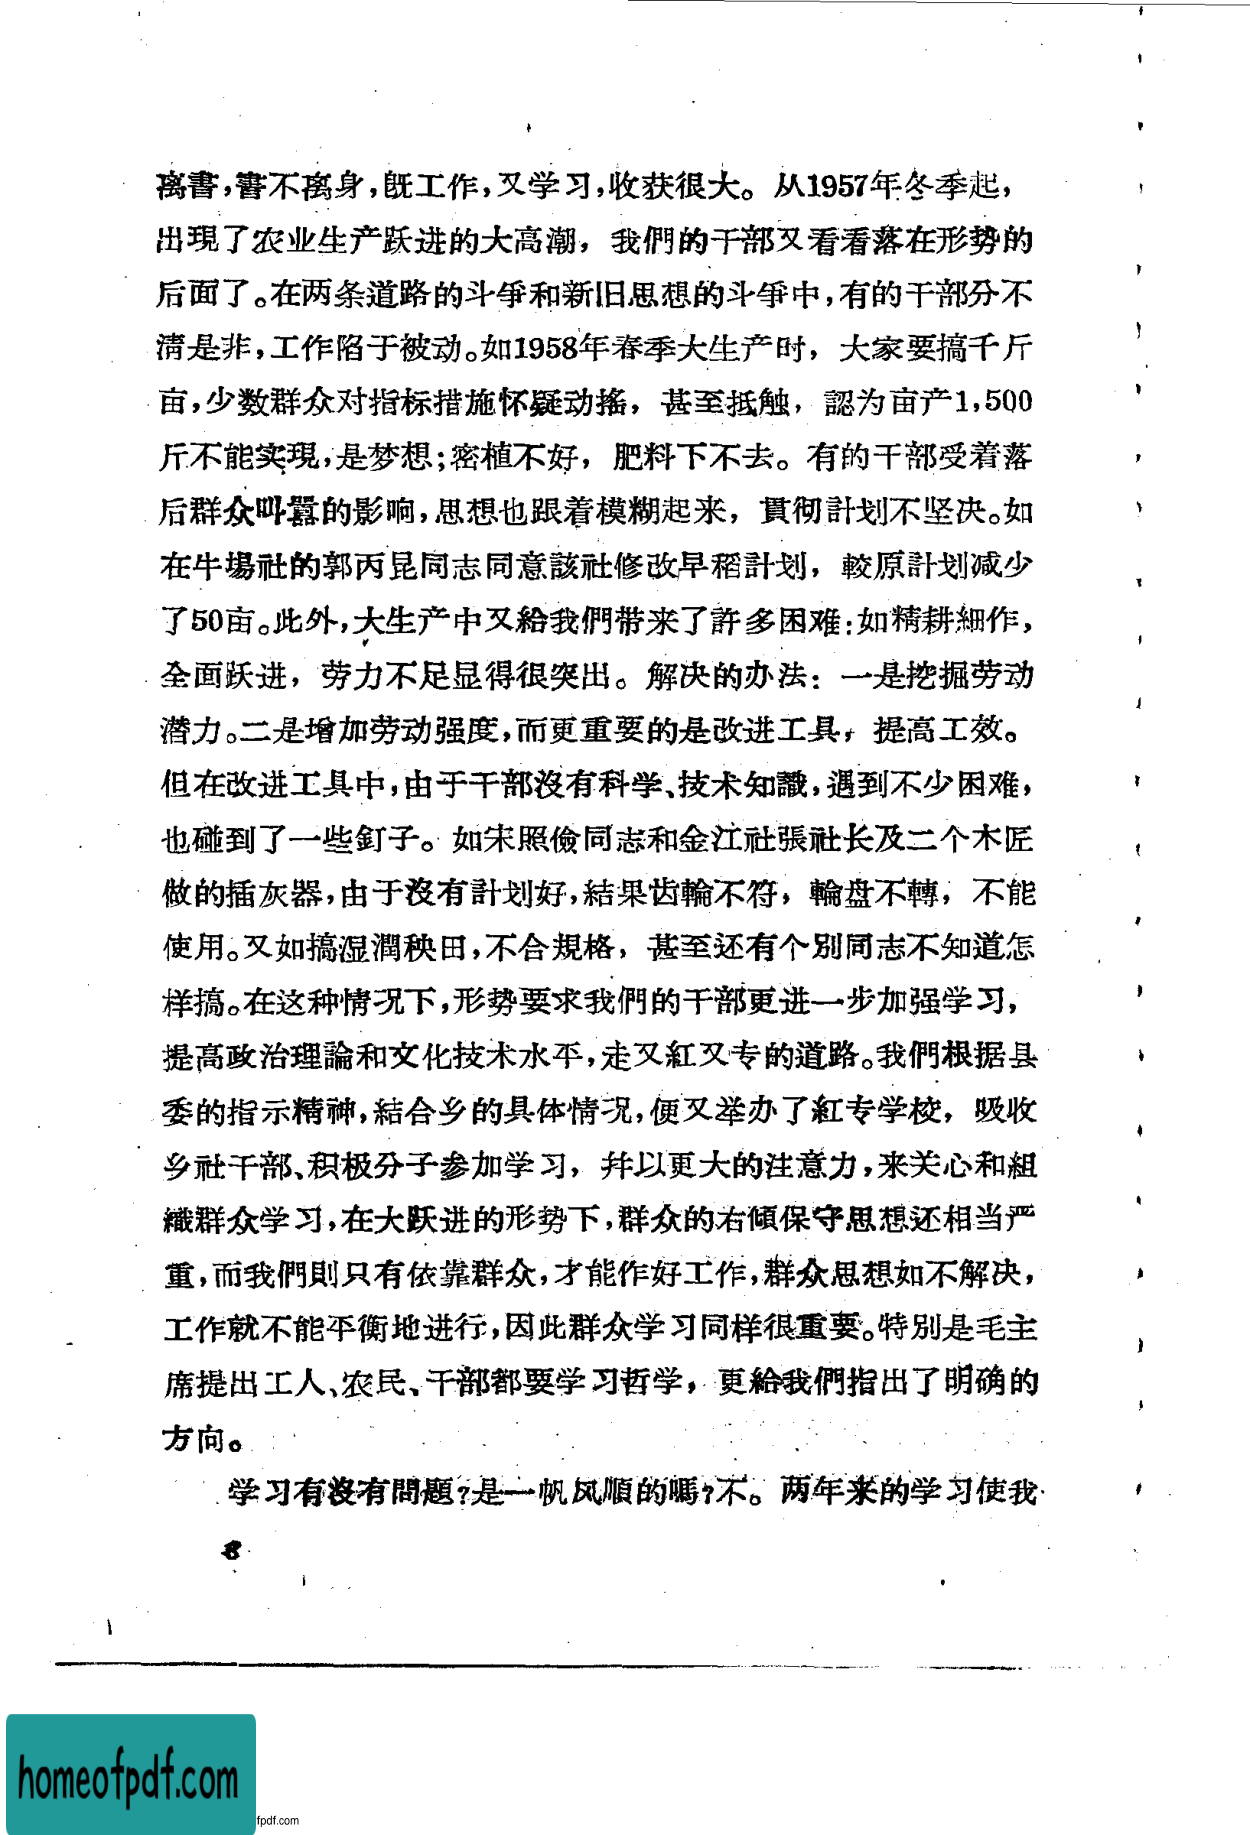 离書，書不离身，旣工作，又学习，收获很大。从1957年冬季起，
出現了农业生产跃进的大高潮，我們的干部又看看落在形势的
后面了。在两条道路的斗爭和新旧思想的斗爭中，有的干部分不
清是非，工作陷于被动。如1958年春季大生产时，大家要搞千斤
亩，少数群众对指标措施怀疑动搖，甚至抵触，認为亩产1,500
斤不能实現，是梦想；密植不好，肥料下不去。有的干部受着落
后群众叫囂的影响，思想也跟着模糊起来，貫彻計划不坚决。如
在牛場社的郭丙昆同志同意該社修改早稻計划，較原計划减少
了50亩。此外，大生产中又給我們带来了許多困难：如精耕細作，
全面跃进，劳力不足显得很突出。解决的办法：一是挖掘劳动
潜力。二是增加劳动强度，而更重要的是改进工具，提高工效。
但在改进工具中，由于干部沒有科学、技术知識，遇到不少困难，
也碰到了一些釘子。如宋照儉同志和金江社張社长及二个木匠
做的插灰器，由于沒有計划好，結果齿輪不符，輪盘不轉，不能
使用。又如搞湿潤秧田，不合規格，甚至还有个別同志不知道怎
样搞。在这种情况下，形势要求我們的干部更进一步加强学习，
提高政治理論和文化技术水平，走又紅又专的道路。我們根据县
委的指示精神，結合乡的具体情况，便又举办了紅专学校，吸收
乡社干部、积极分子参加学习，幷以更大的注意力，来关心和組
織群众学习，在大跃进的形势下，群众的右傾保守思想还相当严
重，而我們則只有依靠群众，才能作好工作，群众思想如不解决，
工作就不能平衡地进行，因此群众学习同样很重要。特別是毛主
席提出工人、农民、干部都要学习哲学，更給我們指出了明确的
方向。
学习有沒有問題？是一帆风順的嗎？不。两年来的学习使我
8
homeofpdf.com
fpdf.com